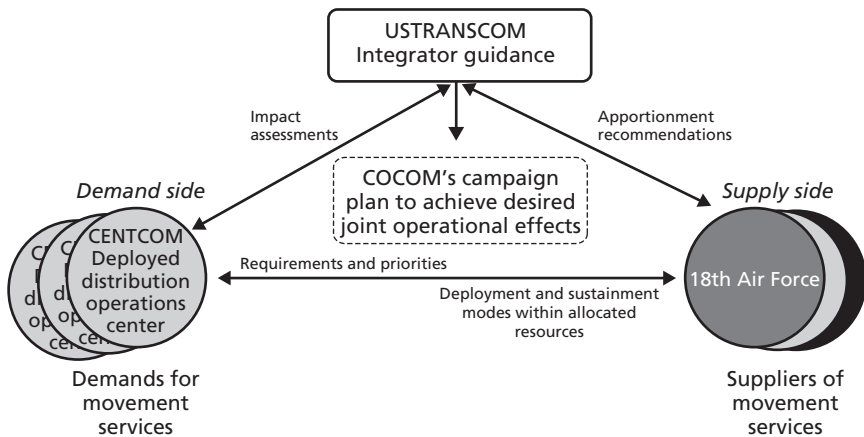 USTRANSCOM
Integrator guidance
Impact
assessments
Apportionment
recommendations
COCOM’s campaign
plan to achieve desired
joint operational effects
Demand side
Supply side
CENTCOM
Deployed
distribution
operations
center
Requirements and priorities
Deployment and sustainment
modes within allocated
resources
18th Air Force
Demands for
movement
services
Suppliers of
movement
services